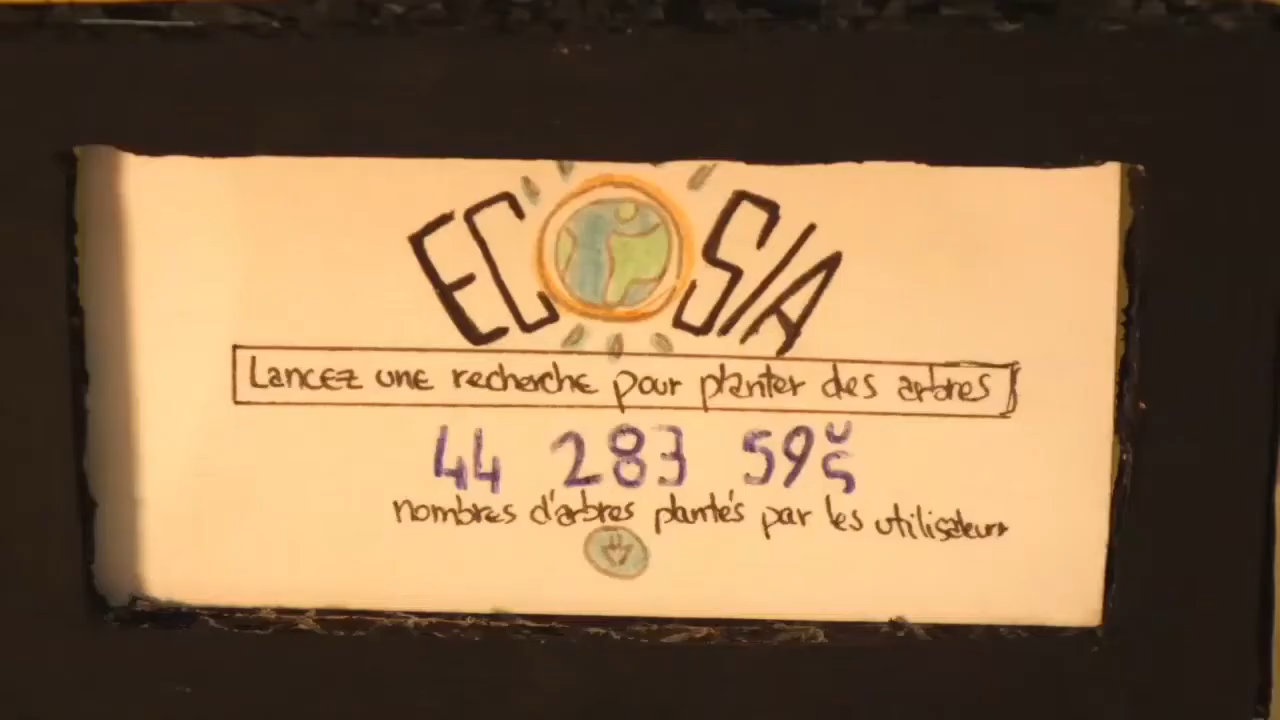 ECOSIA
Lancez une recherche pour planter des arbres
44 283 59
nombres d'arbres plantés par les utilisateurs